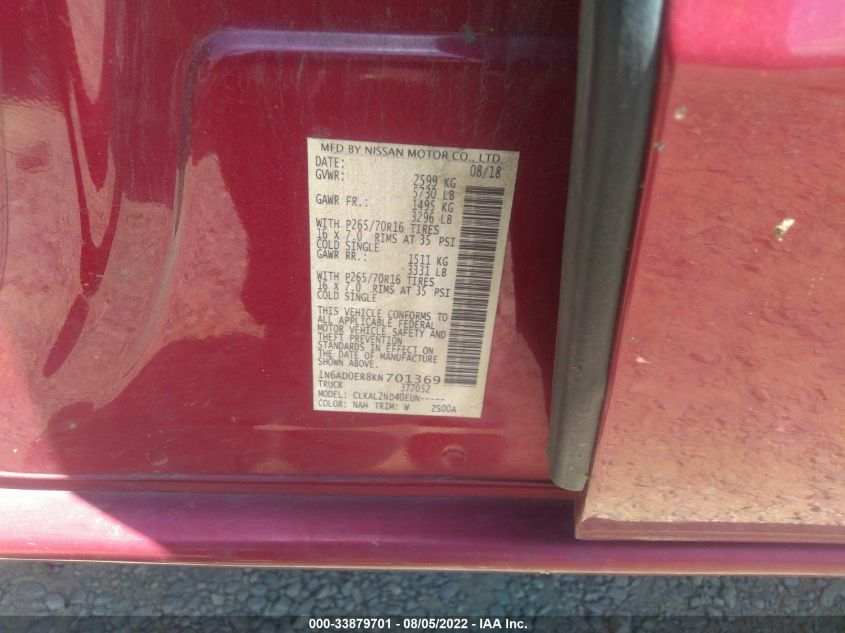 MFD BY NISSAN MOTOR CO., LTD.
DATE: 08/18
GVWR: 2599 KG
5730 LB
GAWR FR.: 1495 KG
3296 LB
WITH P265/70R16 TIRES
16 X 7.0 RIMS AT 35 PSI
COLD SINGLE
GAWR RR.: 1511 KG
3331 LB
WITH P265/70R16 TIRES
16 X 7.0 RIMS AT 35 PSI
COLD SINGLE
THIS VEHICLE CONFORMS TO
ALL APPLICABLE FEDERAL
MOTOR VEHICLE SAFETY AND
THEFT PREVENTION
STANDARDS IN EFFECT ON
THE DATE OF MANUFACTURE
SHOWN ABOVE.
1N6AD0ER8KN701369
TRUCK 377052
MODEL: CLKAL2ND40EUN-----
COLOR: NAH TRIM: W 2S00A
000-33879701 - 08/05/2022 - IAA Inc.